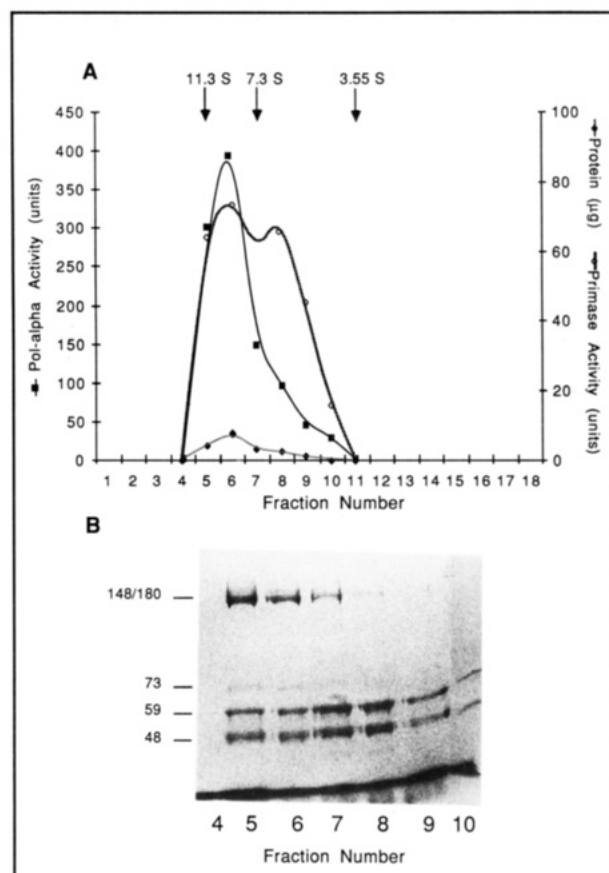 A
11.3 S 7.3 S 3.55 S
450 100
400
350 80
300
250 60
200
150 40
100 20
50
0 0
Pol-alpha Activity (units)
Protein (µg)
Primase Activity (units)
1 2 3 4 5 6 7 8 9 10 11 12 13 14 15 16 17 18
Fraction Number
B
148/180
73
59
48
4 5 6 7 8 9 10
Fraction Number